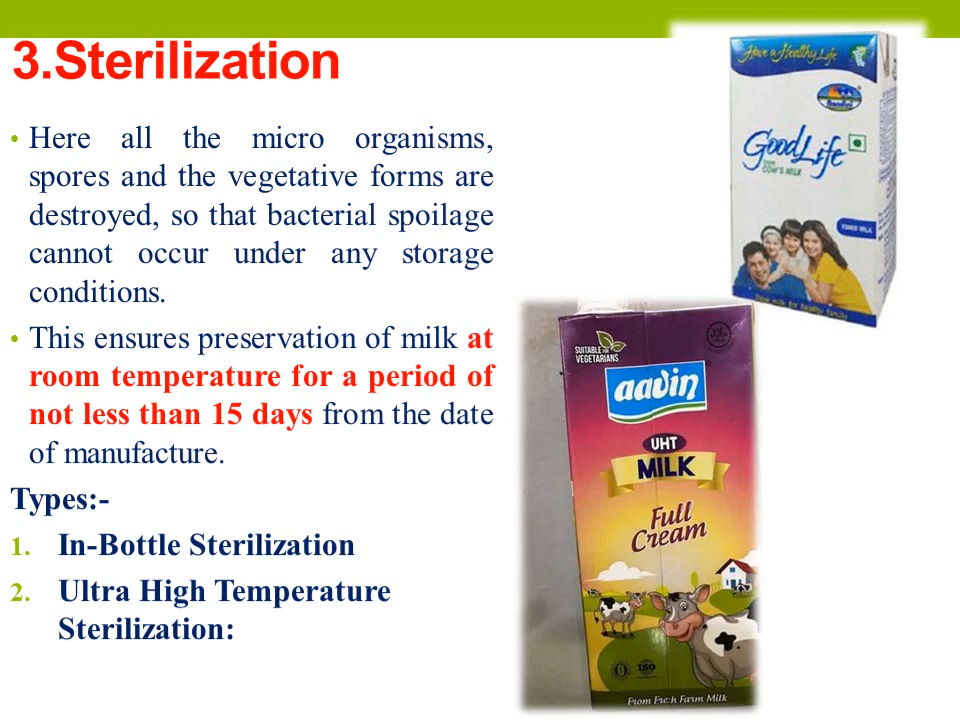 3.Sterilization
• Here all the micro organisms,
spores and the vegetative forms are
destroyed, so that bacterial spoilage
cannot occur under any storage
conditions.
• This ensures preservation of milk at
room temperature for a period of
not less than 15 days from the date
of manufacture.
Types:-
1. In-Bottle Sterilization
2. Ultra High Temperature
Sterilization:
Have a Healthy Life
GoodLife
COW'S MILK
TONED MILK
SUITABLE FOR
VEGETARIANS
aavin
UHT
MILK
Full
Cream
ISO
From Fresh Farm Milk